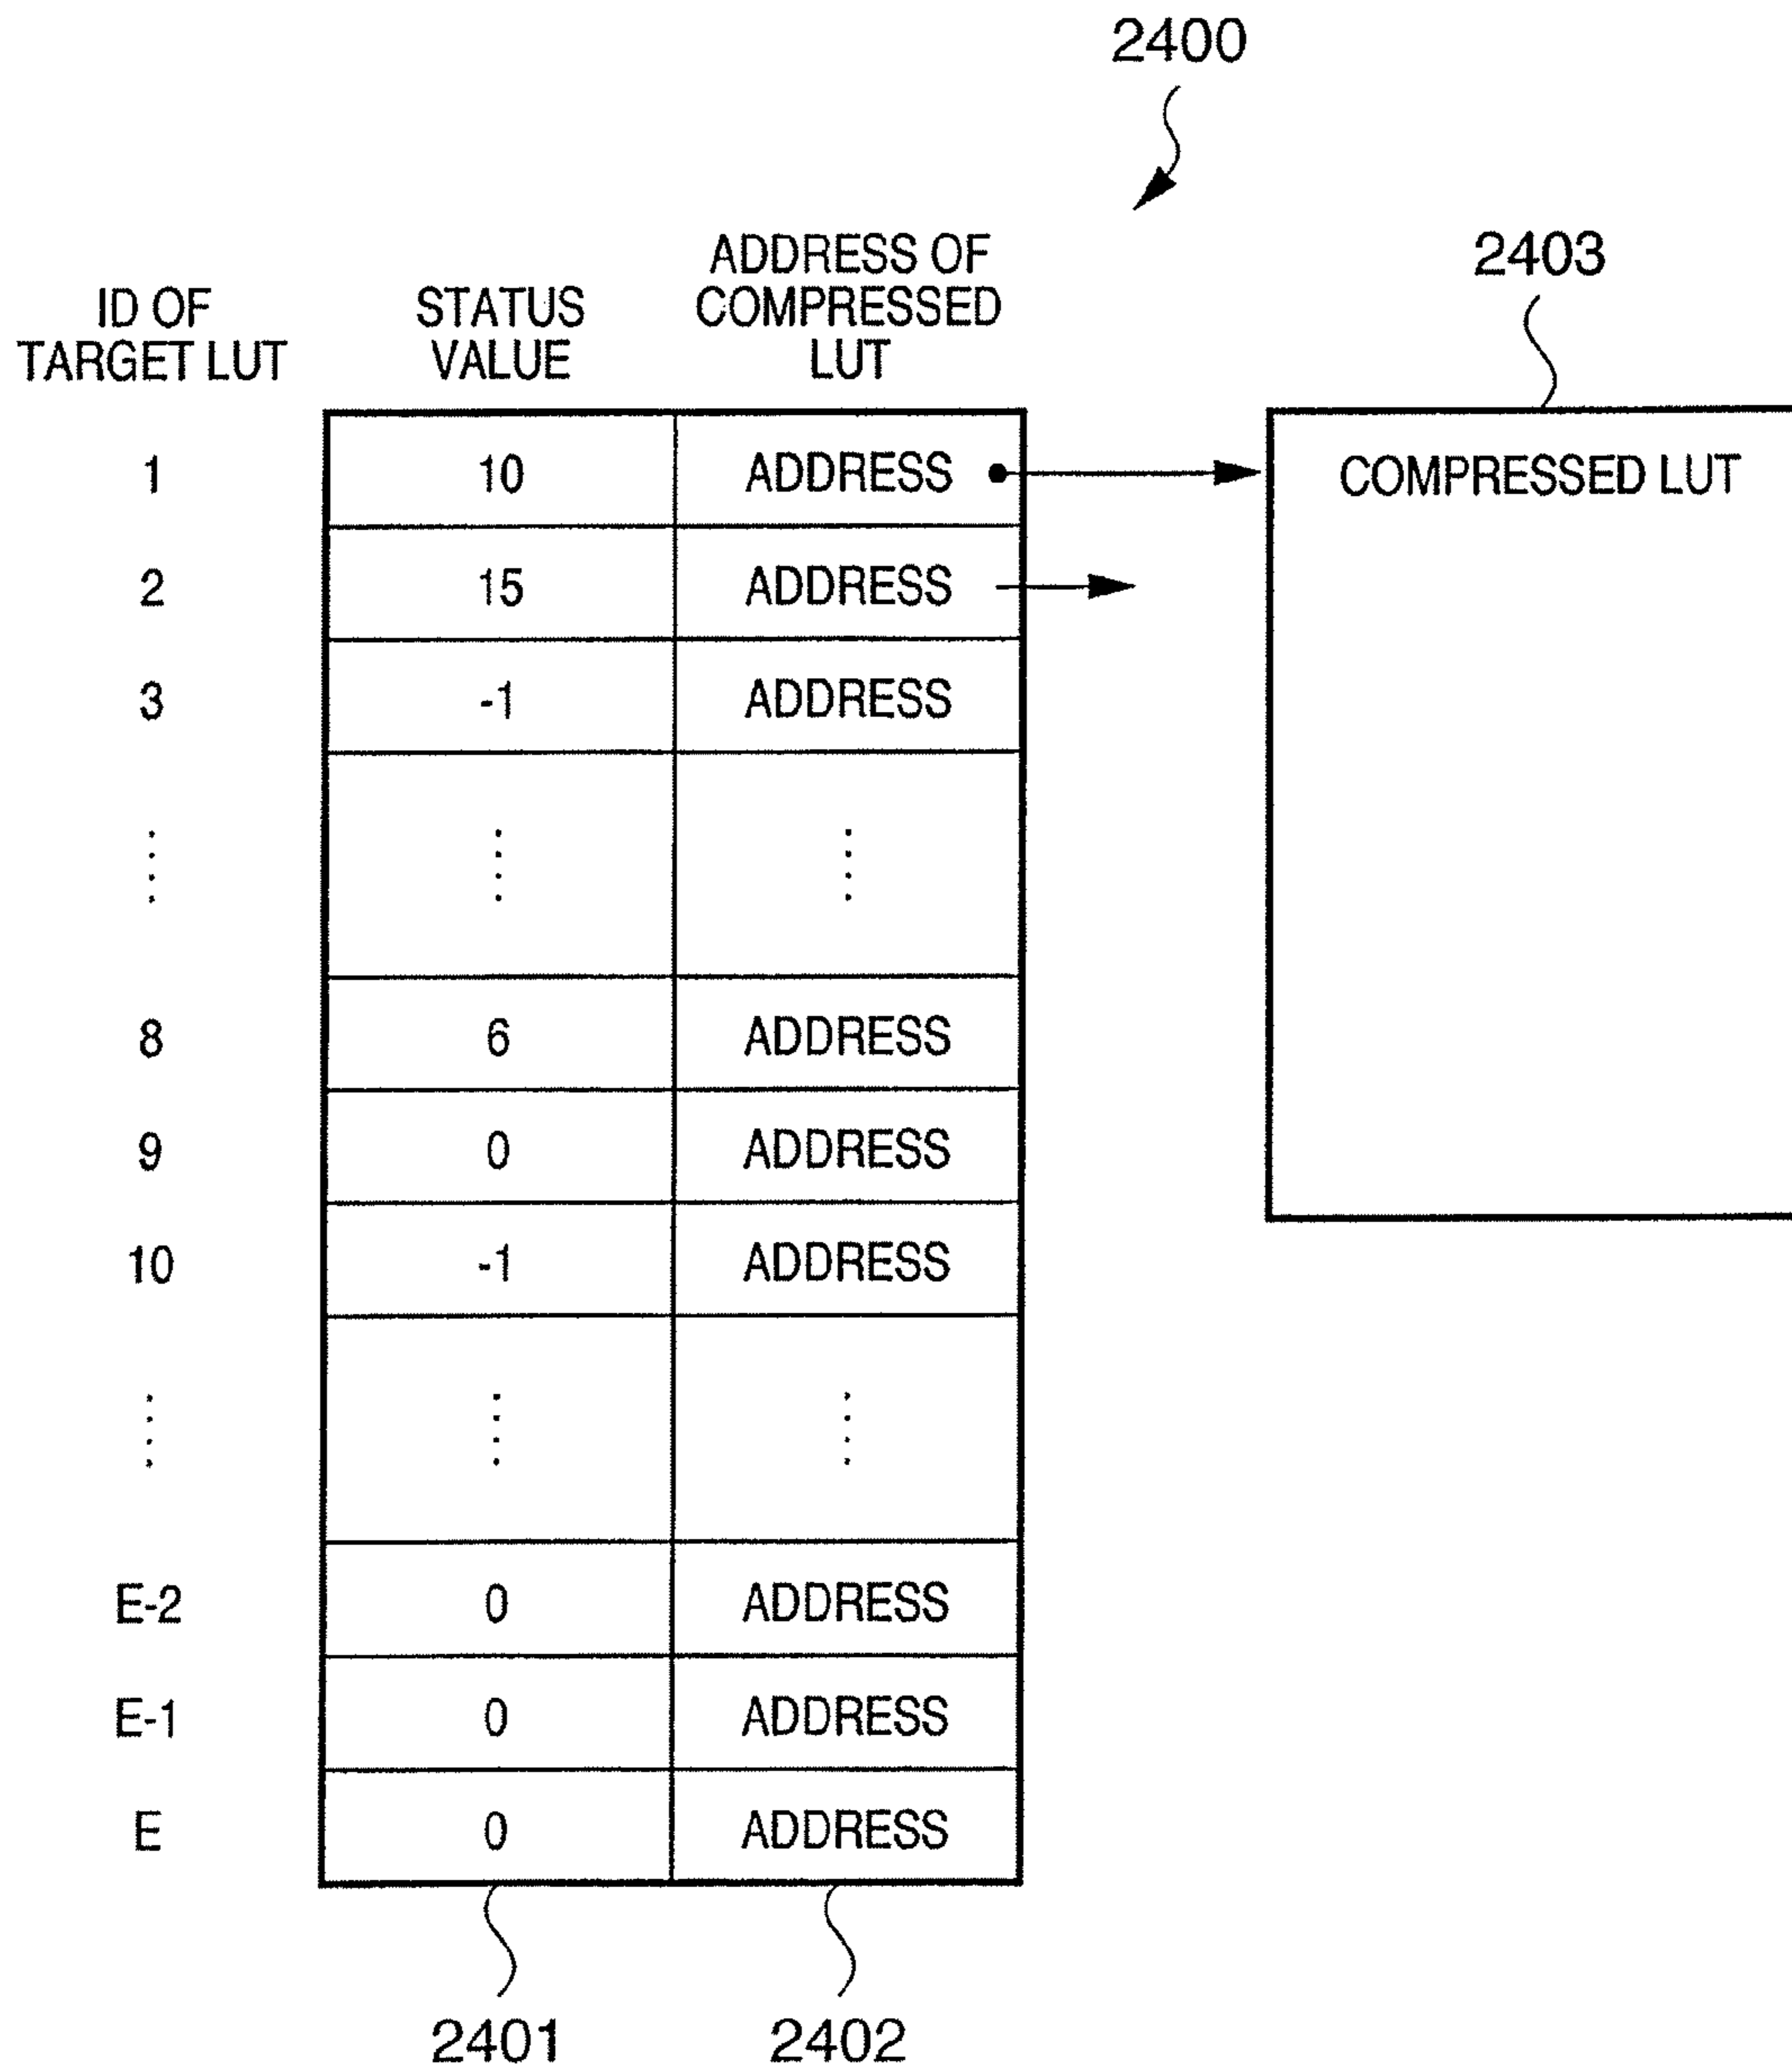 2400
2403
ID OF
TARGET LUT
STATUS
VALUE
ADDRESS OF
COMPRESSED
LUT
1 10 ADDRESS COMPRESSED LUT
2 15 ADDRESS
3 -1 ADDRESS
⋮ ⋮ ⋮
8 6 ADDRESS
9 0 ADDRESS
10 -1 ADDRESS
⋮ ⋮ ⋮
E-2 0 ADDRESS
E-1 0 ADDRESS
E 0 ADDRESS
2401 2402